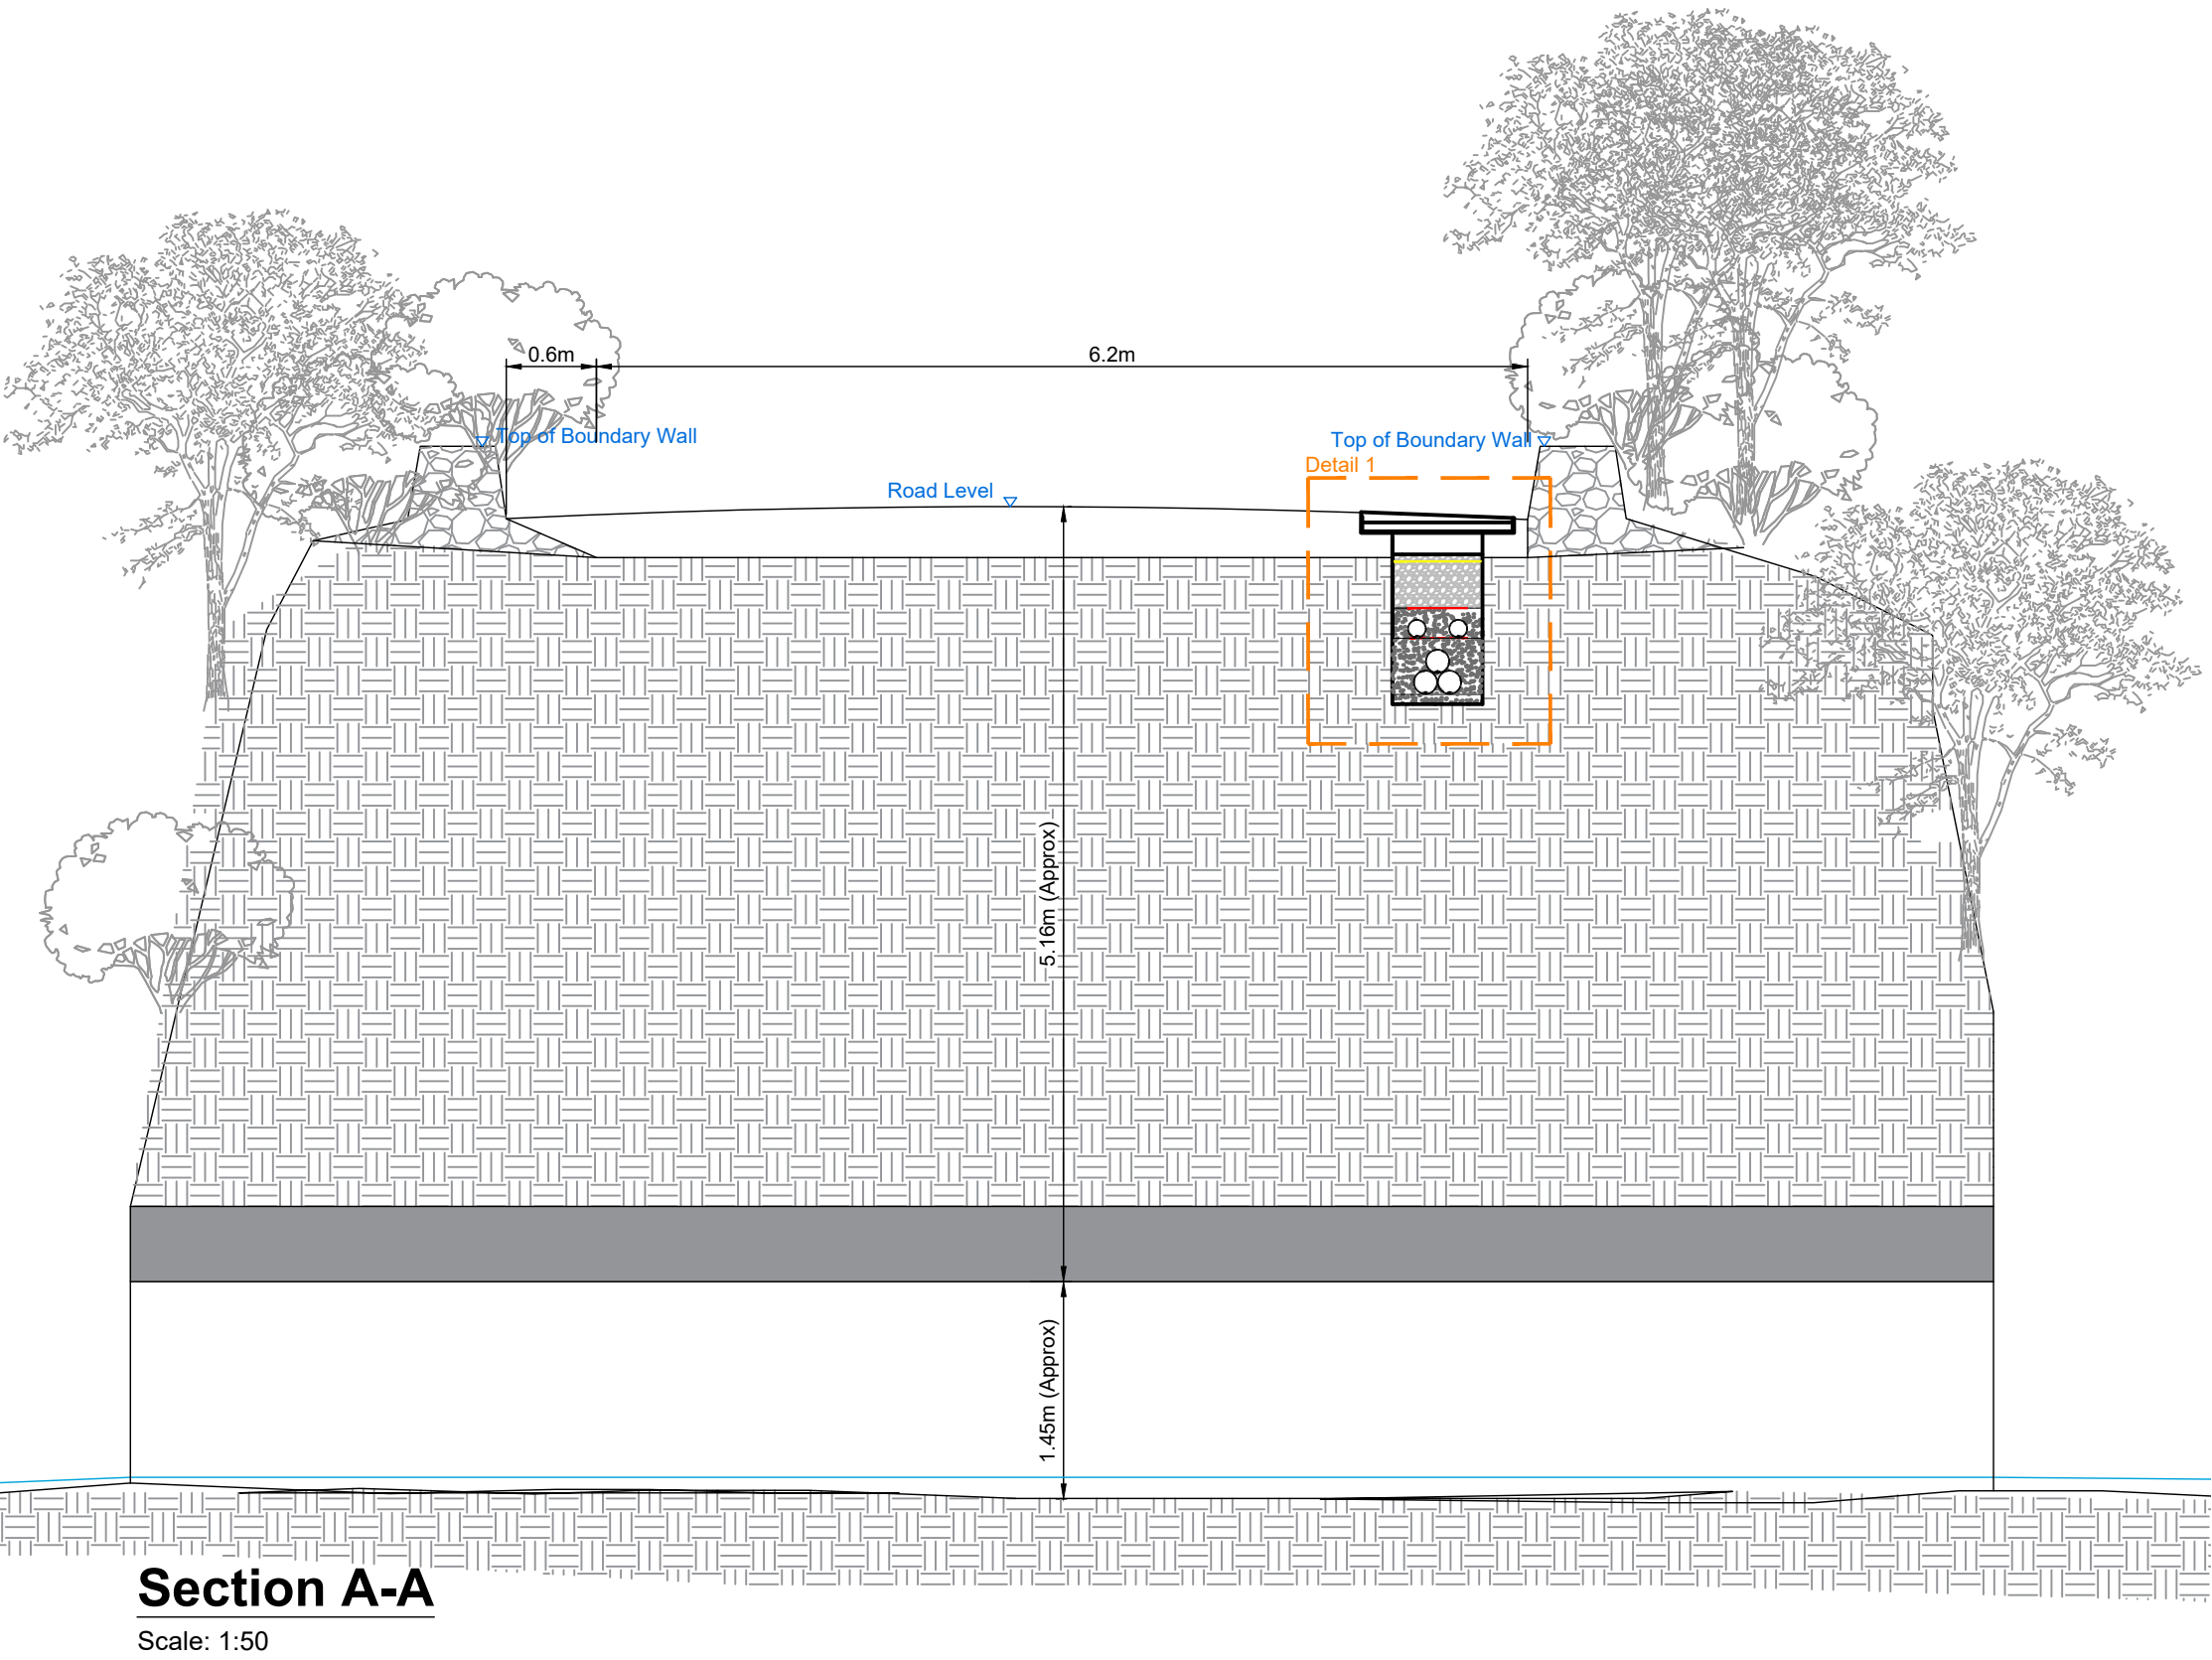 0.6m
6.2m
Top of Boundary Wall
Top of Boundary Wall
Detail 1
Road Level
5.16m (Approx)
1.45m (Approx)
Section A-A
Scale: 1:50